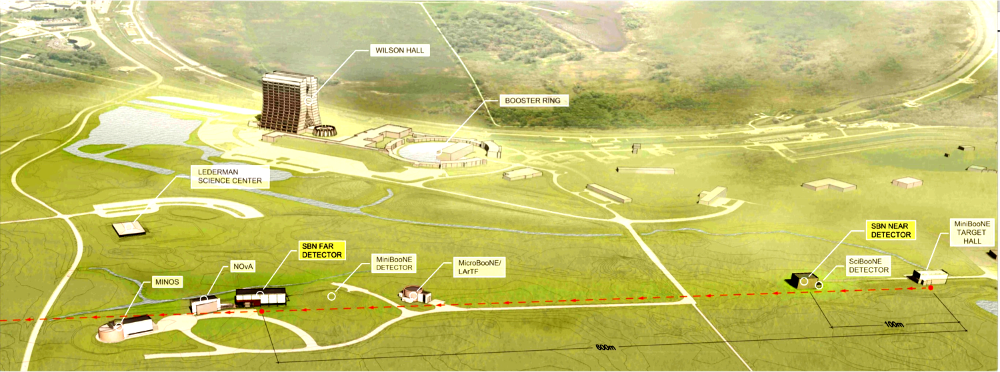 WILSON HALL
BOOSTER RING
LEDERMAN
SCIENCE CENTER
SBN NEAR
DETECTOR
MiniBooNE
TARGET
HALL
SBN FAR
DETECTOR
MiniBooNE
DETECTOR
MicroBooNE/
LArTF
SciBooNE
DETECTOR
NOvA
MINOS
100m
600m